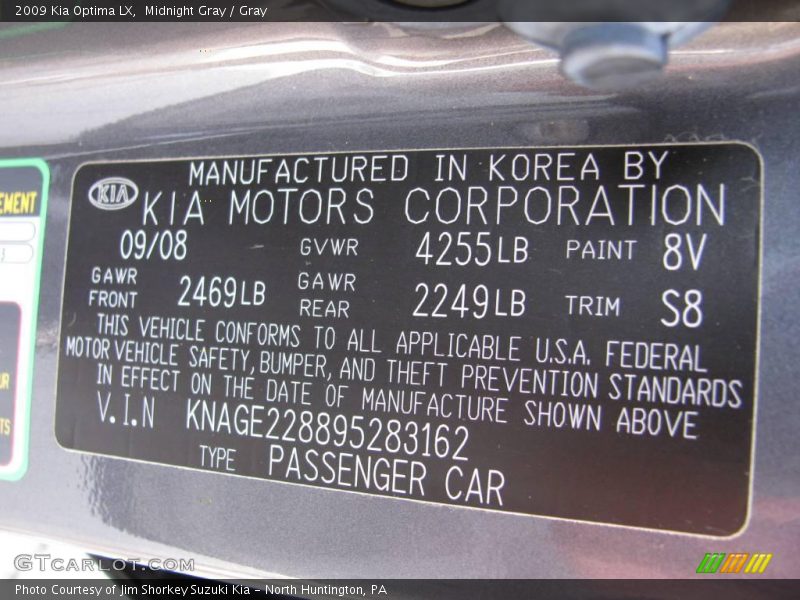 2009 Kia Optima LX, Midnight Gray / Gray
EMENT
MANUFACTURED IN KOREA BY
KIA KIA MOTORS CORPORATION
09/08 GVWR 4255LB PAINT 8V
GAWR FRONT 2469LB GAWR REAR 2249LB TRIM S8
THIS VEHICLE CONFORMS TO ALL APPLICABLE U.S.A. FEDERAL
MOTOR VEHICLE SAFETY, BUMPER, AND THEFT PREVENTION STANDARDS
IN EFFECT ON THE DATE OF MANUFACTURE SHOWN ABOVE
V.I.N KNAGE228895283162
TYPE PASSENGER CAR
UR
TS
GTCARLOT.COM
Photo Courtesy of Jim Shorkey Suzuki Kia - North Huntington, PA